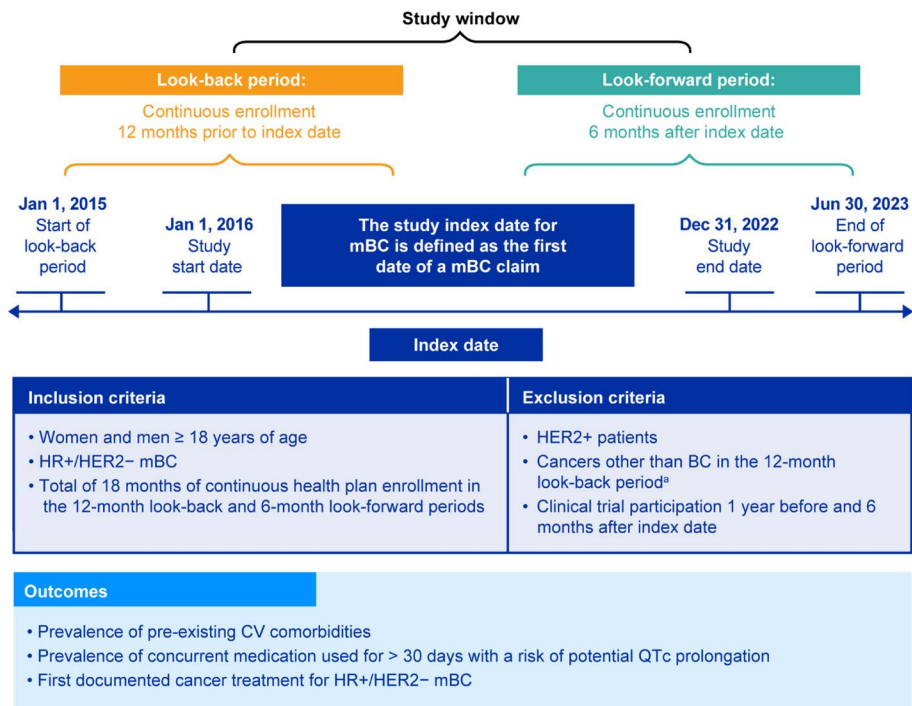 Study window
Look-back period:
Continuous enrollment
12 months prior to index date
Look-forward period:
Continuous enrollment
6 months after index date
Jan 1, 2015
Start of
look-back
period
Jan 1, 2016
Study
start date
The study index date for
mBC is defined as the first
date of a mBC claim
Dec 31, 2022
Study
end date
Jun 30, 2023
End of
look-forward
period
Index date
Inclusion criteria
• Women and men ≥ 18 years of age
• HR+/HER2− mBC
• Total of 18 months of continuous health plan enrollment in
the 12-month look-back and 6-month look-forward periods
Exclusion criteria
• HER2+ patients
• Cancers other than BC in the 12-month
look-back periodᵃ
• Clinical trial participation 1 year before and 6
months after index date
Outcomes
• Prevalence of pre-existing CV comorbidities
• Prevalence of concurrent medication used for > 30 days with a risk of potential QTc prolongation
• First documented cancer treatment for HR+/HER2− mBC